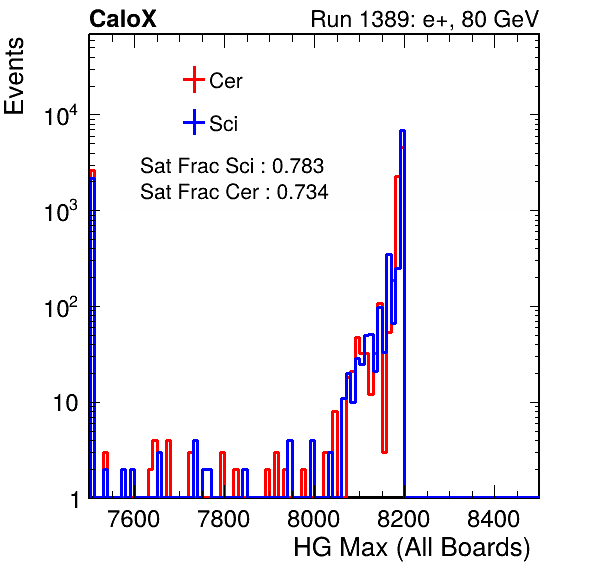 CaloX Run 1389: e+, 80 GeV
Events
Cer
Sci
Sat Frac Sci : 0.783
Sat Frac Cer : 0.734
10⁴
10³
10²
10
1
7600 7800 8000 8200 8400
HG Max (All Boards)